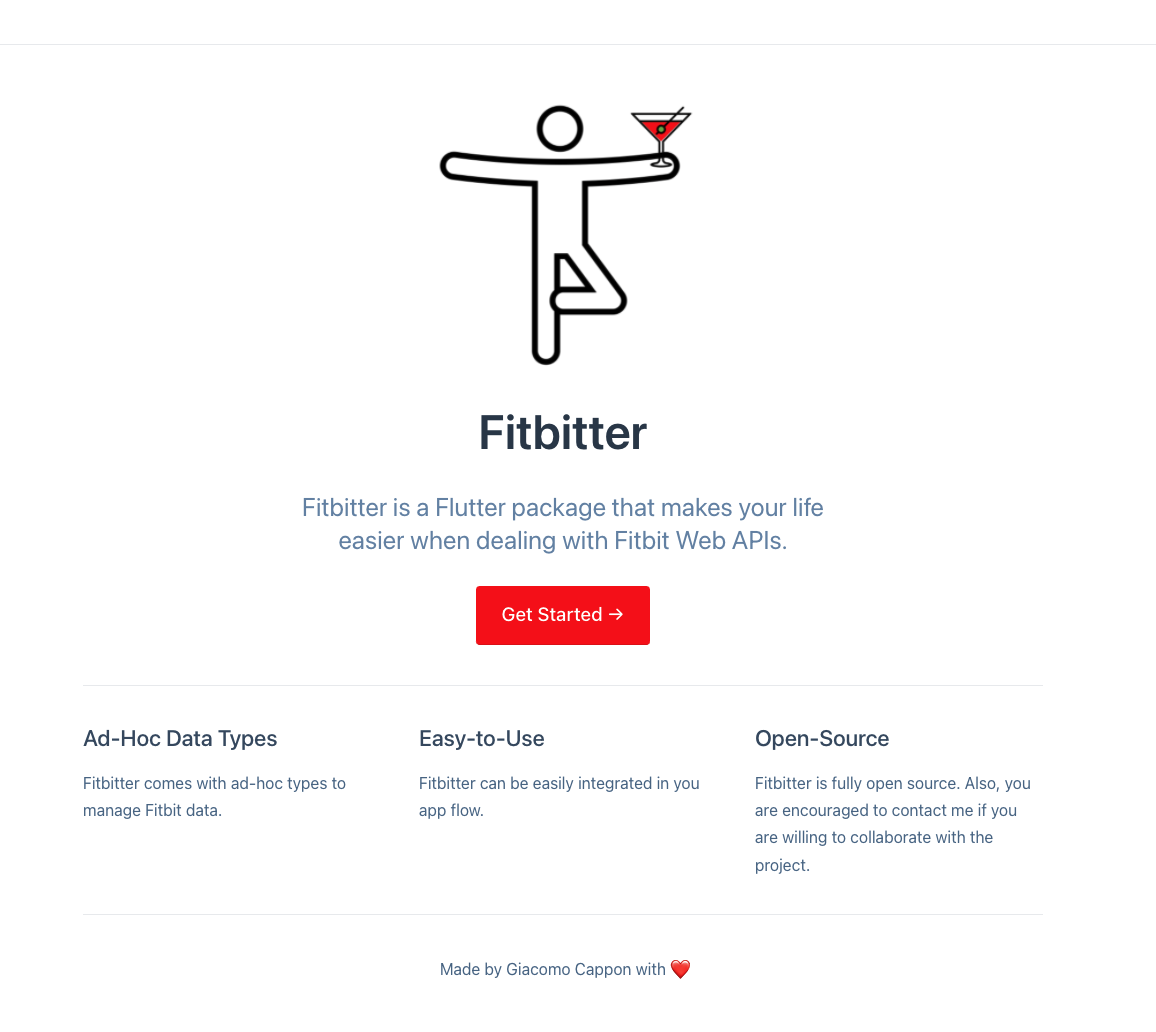 Fitbitter
Fitbitter is a Flutter package that makes your life
easier when dealing with Fitbit Web APIs.
Get Started →
Ad-Hoc Data Types
Fitbitter comes with ad-hoc types to
manage Fitbit data.
Easy-to-Use
Fitbitter can be easily integrated in you
app flow.
Open-Source
Fitbitter is fully open source. Also, you
are encouraged to contact me if you
are willing to collaborate with the
project.
Made by Giacomo Cappon with ❤️